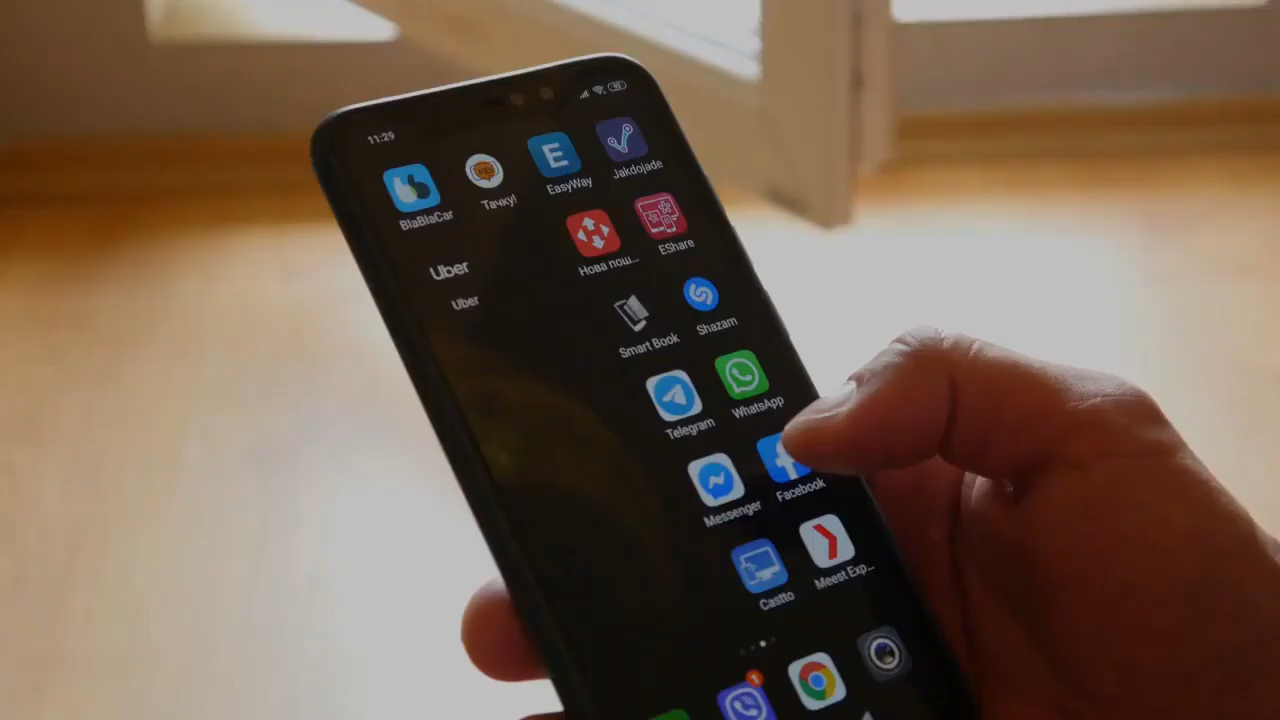 11:29
BlaBlaCar
Тачку!
EasyWay
Jakdojade
Uber
Uber
Нова пош...
EShare
Smart Book
Shazam
Telegram
WhatsApp
Messenger
Facebook
Castto
Meest Exp...
1